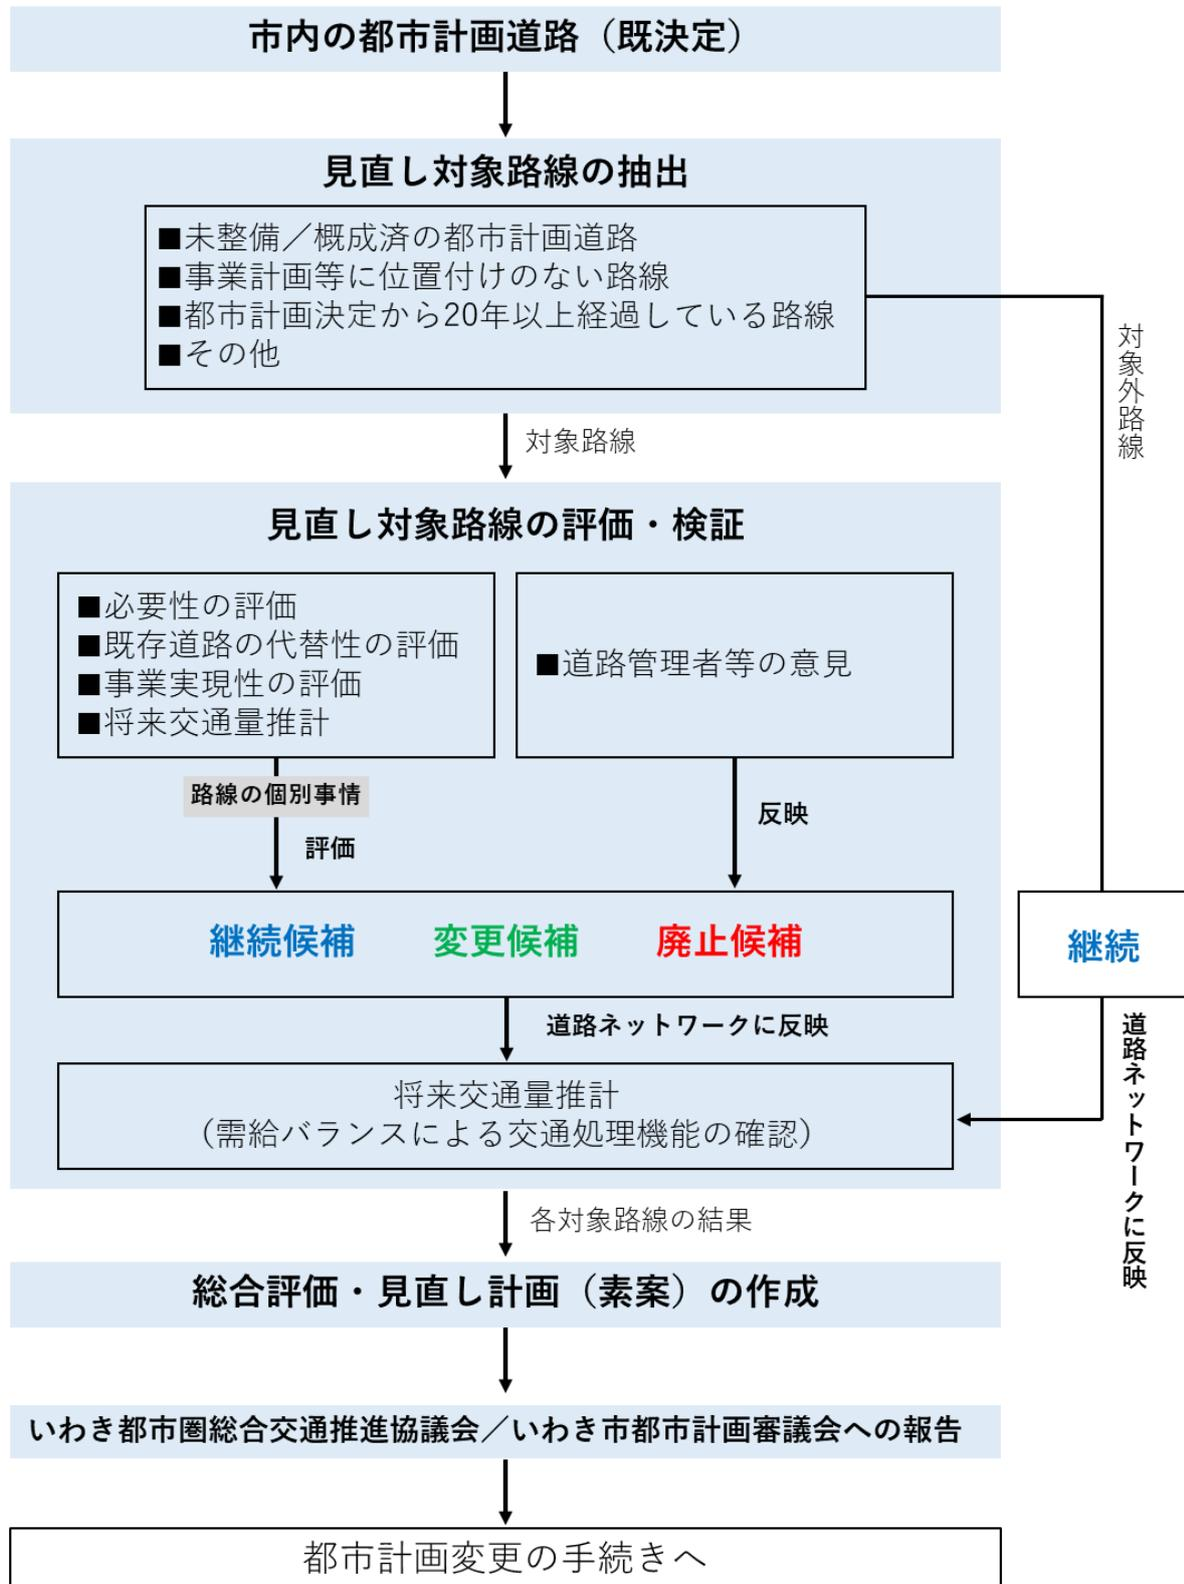 市内の都市計画道路（既決定）
見直し対象路線の抽出
■未整備／概成済の都市計画道路
■事業計画等に位置付けのない路線
■都市計画決定から20年以上経過している路線
■その他
対象外路線
対象路線
見直し対象路線の評価・検証
■必要性の評価
■既存道路の代替性の評価
■事業実現性の評価
■将来交通量推計
■道路管理者等の意見
路線の個別事情
評価
反映
継続候補
変更候補
廃止候補
継続
道路ネットワークに反映
道路ネットワークに反映
将来交通量推計
（需給バランスによる交通処理機能の確認）
各対象路線の結果
総合評価・見直し計画（素案）の作成
いわき都市圏総合交通推進協議会／いわき市都市計画審議会への報告
都市計画変更の手続きへ